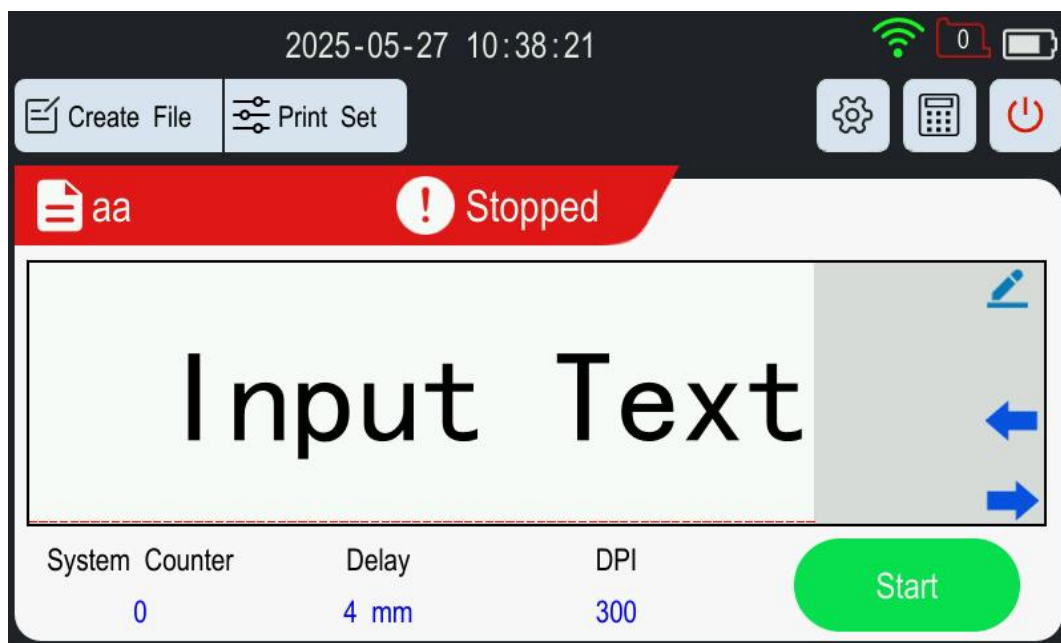 2025-05-27 10:38:21 0
Create File Print Set
aa Stopped
Input Text
System Counter Delay DPI
0 4 mm 300
Start